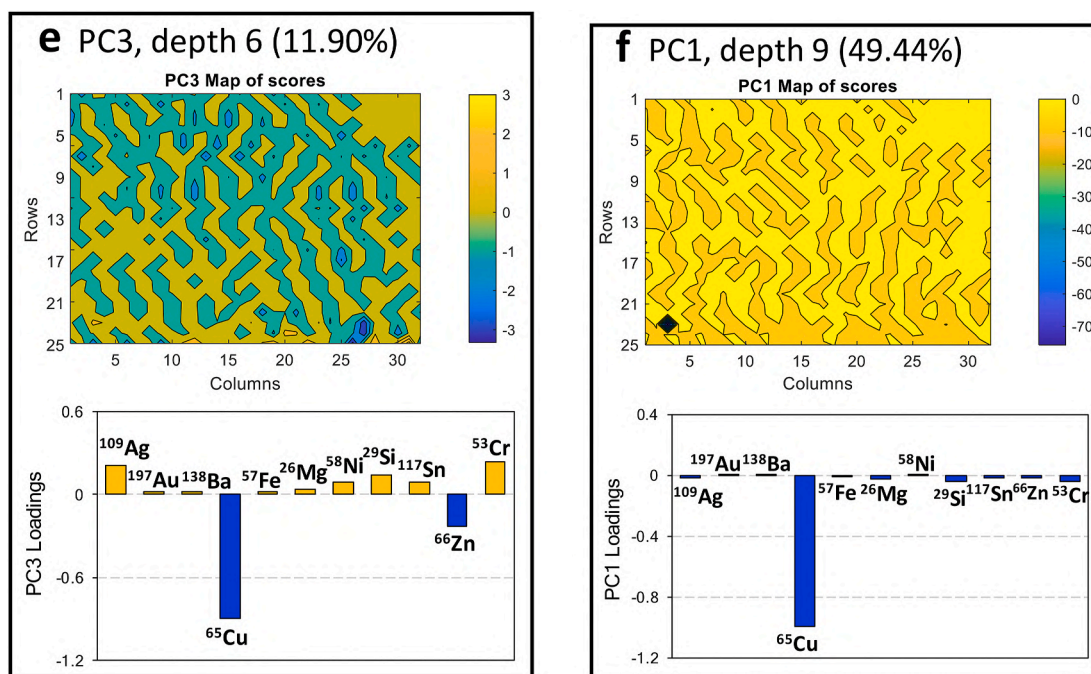 e PC3, depth 6 (11.90%)
PC3 Map of scores
1
5
9
13
17
21
25
Rows
5
10
15
20
25
30
Columns
3
2
1
0
-1
-2
-3
0.6
0
-0.6
-1.2
PC3 Loadings
¹⁰⁹Ag
¹⁹⁷Au
¹³⁸Ba
⁶⁵Cu
⁵⁷Fe
²⁶Mg
⁵⁸Ni
²⁹Si
¹¹⁷Sn
⁶⁶Zn
⁵³Cr
f PC1, depth 9 (49.44%)
PC1 Map of scores
1
5
9
13
17
21
25
Rows
5
10
15
20
25
30
Columns
0
-10
-20
-30
-40
-50
-60
-70
0.4
0
-0.4
-0.8
-1.2
PC1 Loadings
¹⁰⁹Ag
¹⁹⁷Au
¹³⁸Ba
⁶⁵Cu
⁵⁷Fe
²⁶Mg
⁵⁸Ni
²⁹Si
¹¹⁷Sn
⁶⁶Zn
⁵³Cr